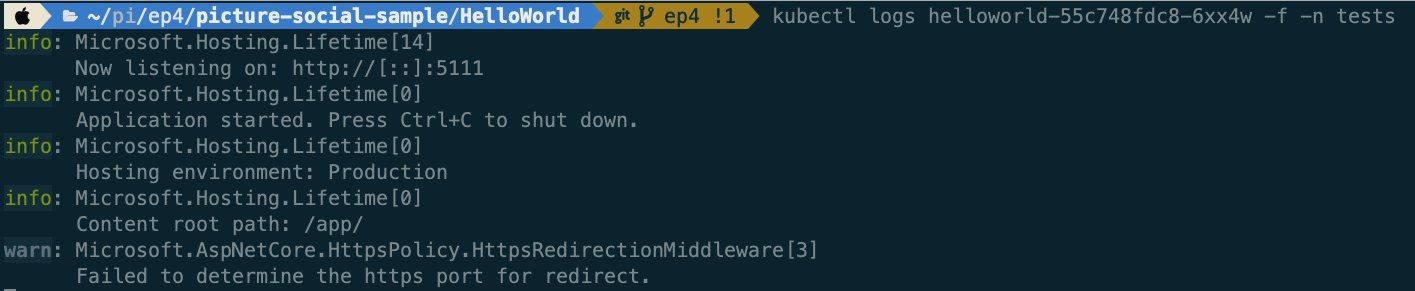 ~/pi/ep4/picture-social-sample/HelloWorld git ep4 !1 kubectl logs helloworld-55c748fdc8-6xx4w -f -n tests
info: Microsoft.Hosting.Lifetime[14]
Now listening on: http://[::]:5111
info: Microsoft.Hosting.Lifetime[0]
Application started. Press Ctrl+C to shut down.
info: Microsoft.Hosting.Lifetime[0]
Hosting environment: Production
info: Microsoft.Hosting.Lifetime[0]
Content root path: /app/
warn: Microsoft.AspNetCore.HttpsPolicy.HttpsRedirectionMiddleware[3]
Failed to determine the https port for redirect.